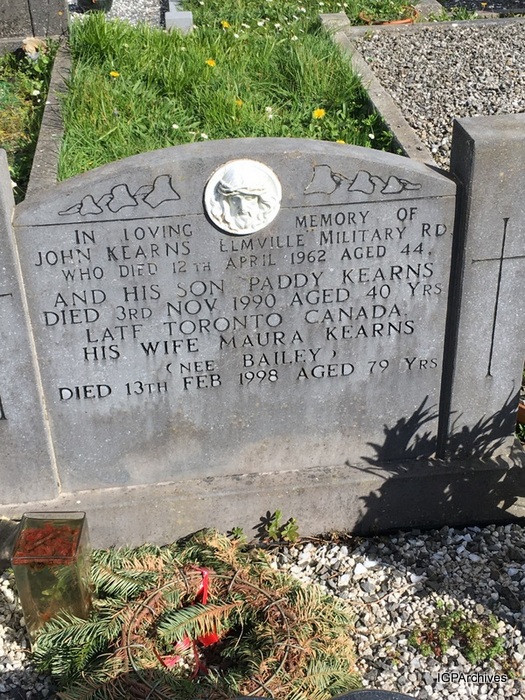 IN LOVING MEMORY OF
JOHN KEARNS ELMVILLE MILITARY RD
WHO DIED 12TH APRIL 1962 AGED 44.
AND HIS SON PADDY KEARNS
DIED 3RD NOV 1990 AGED 40 YRS
LATE TORONTO CANADA.
HIS WIFE MAURA KEARNS
(NEE BAILEY)
DIED 13TH FEB 1998 AGED 79 YRS
IGPArchives